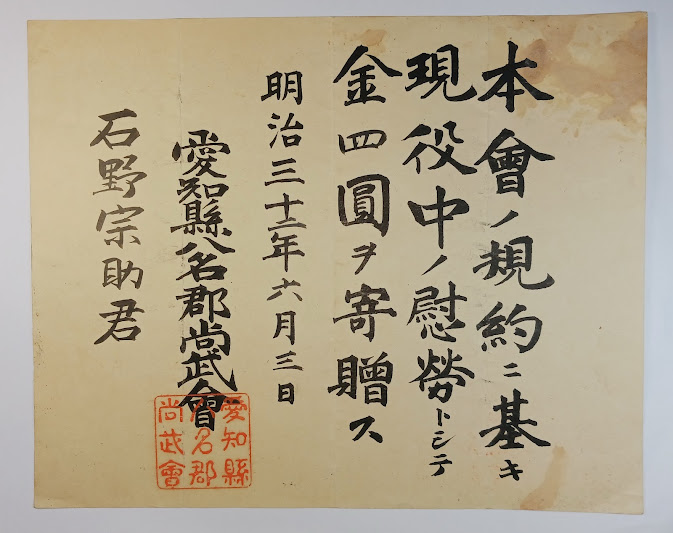 本會ノ規約ニ基キ
現役中ノ慰勞トシテ
金四圓ヲ寄贈ス
明治三十二年六月三日
愛知縣八名郡尚武會
石野宗助君
愛知縣
八名郡
尚武會